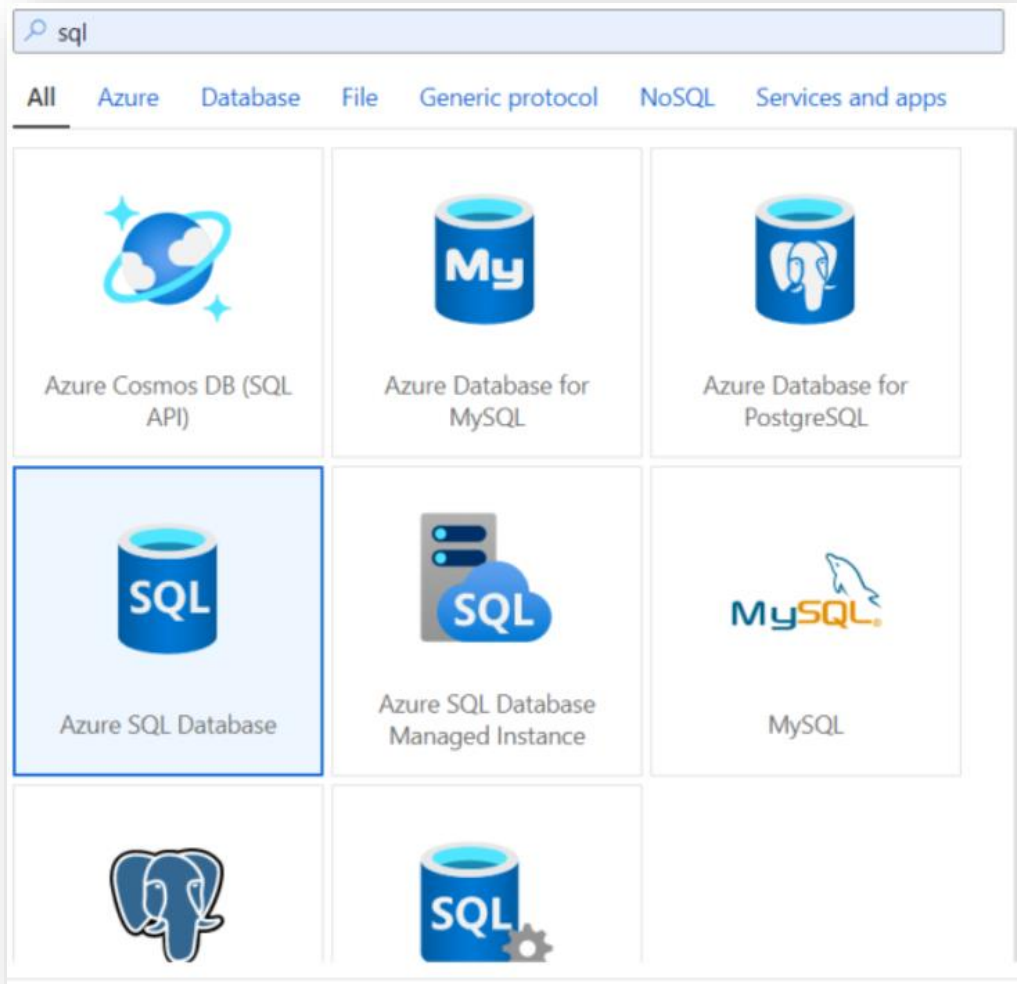 sql
All Azure Database File Generic protocol NoSQL Services and apps
My
Azure Cosmos DB (SQL
API)
Azure Database for
MySQL
Azure Database for
PostgreSQL
SQL
SQL
MySQL®
Azure SQL Database
Azure SQL Database
Managed Instance
MySQL
SQL